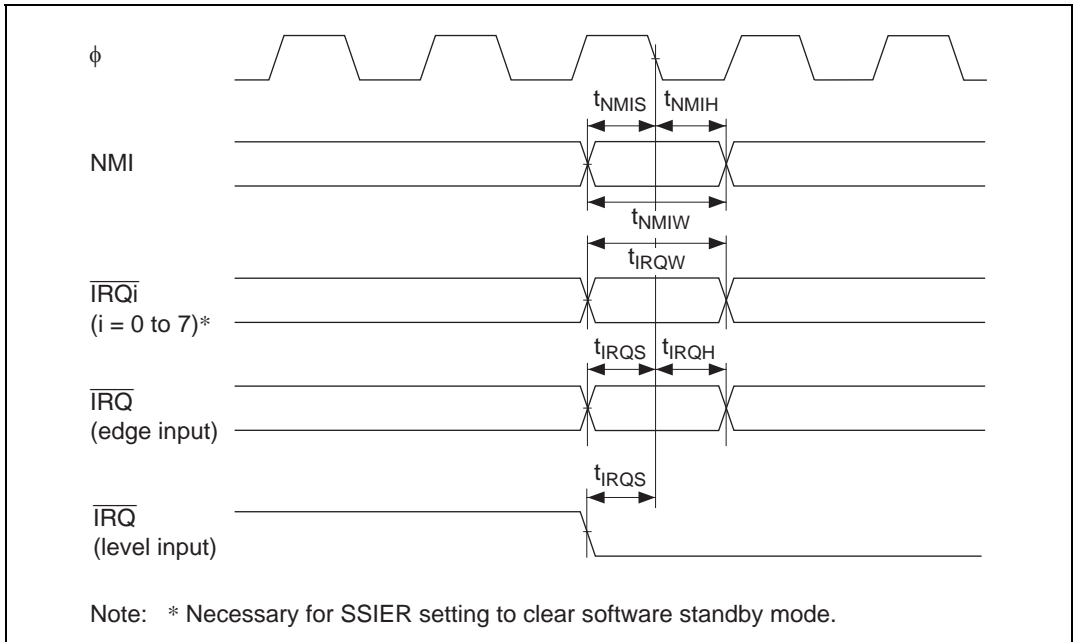 ϕ
tNMIS tNMIH
NMI
tNMIW
tIRQW
IRQi
(i = 0 to 7)*
tIRQS tIRQH
IRQ
(edge input)
tIRQS
IRQ
(level input)
Note: * Necessary for SSIER setting to clear software standby mode.